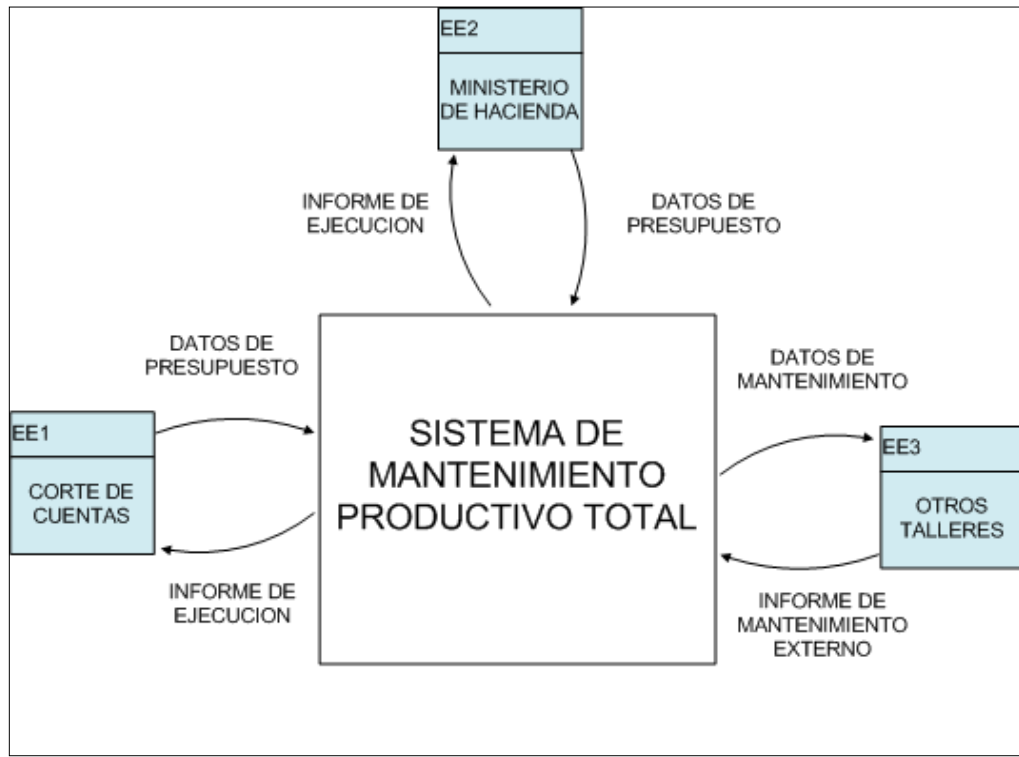 EE2
MINISTERIO
DE HACIENDA
INFORME DE
EJECUCION
DATOS DE
PRESUPUESTO
DATOS DE
PRESUPUESTO
DATOS DE
MANTENIMIENTO
EE1
CORTE DE
CUENTAS
SISTEMA DE
MANTENIMIENTO
PRODUCTIVO TOTAL
EE3
OTROS
TALLERES
INFORME DE
EJECUCION
INFORME DE
MANTENIMIENTO
EXTERNO